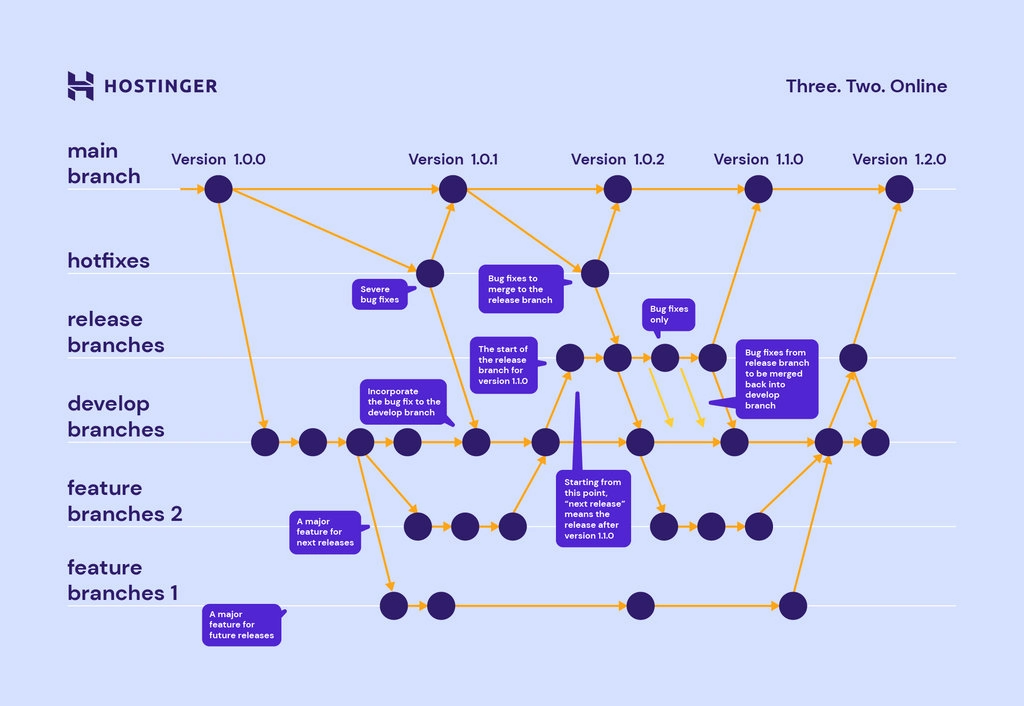 HOSTINGER
Three. Two. Online
main
branch
Version 1.0.0
Version 1.0.1
Version 1.0.2
Version 1.1.0
Version 1.2.0
hotfixes
Severe
bug fixes
Bug fixes to
merge to the
release branch
release
branches
Bug fixes
only
The start of
the release
branch for
version 1.1.0
Bug fixes from
release branch
to be merged
back into
develop
branch
develop
branches
Incorporate
the bug fix to the
develop branch
feature
branches 2
A major
feature for
next releases
Starting from
this point,
“next release”
means the
release after
version 1.1.0
feature
branches 1
A major
feature for
future releases